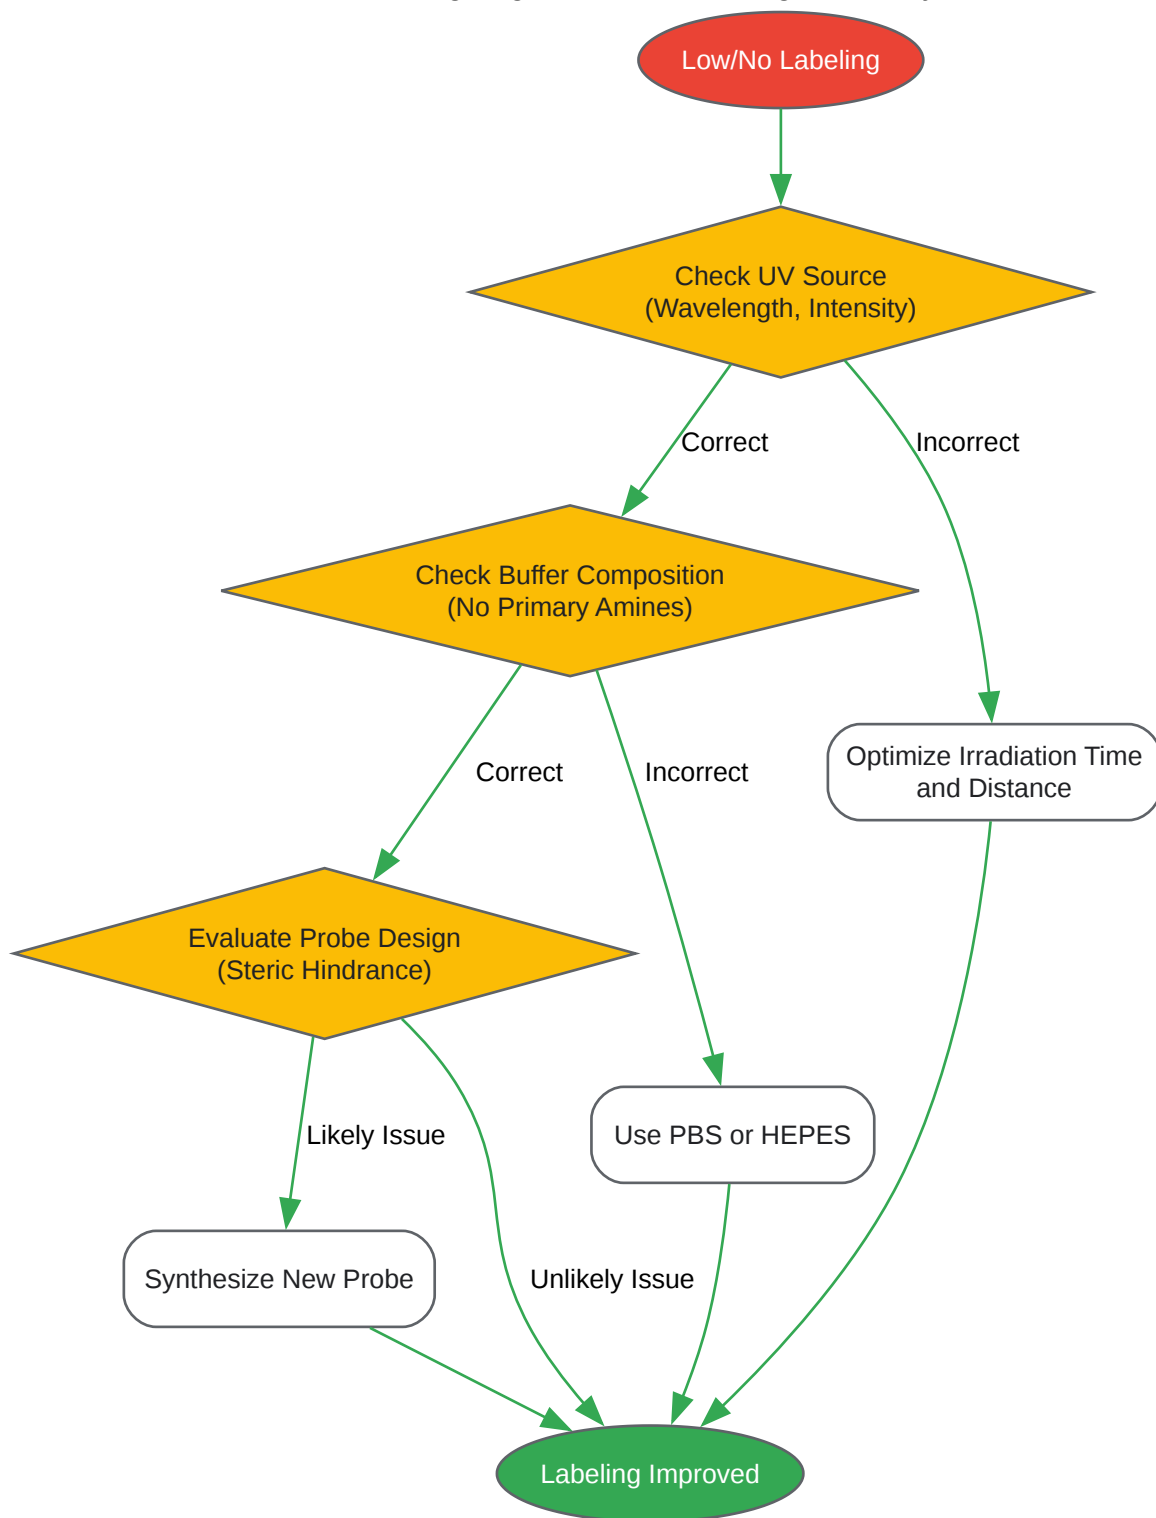 Low/No Labeling
Check UV Source
(Wavelength, Intensity)
Correct
Incorrect
Check Buffer Composition
(No Primary Amines)
Correct
Incorrect
Optimize Irradiation Time
and Distance
Evaluate Probe Design
(Steric Hindrance)
Likely Issue
Use PBS or HEPES
Synthesize New Probe
Unlikely Issue
Labeling Improved